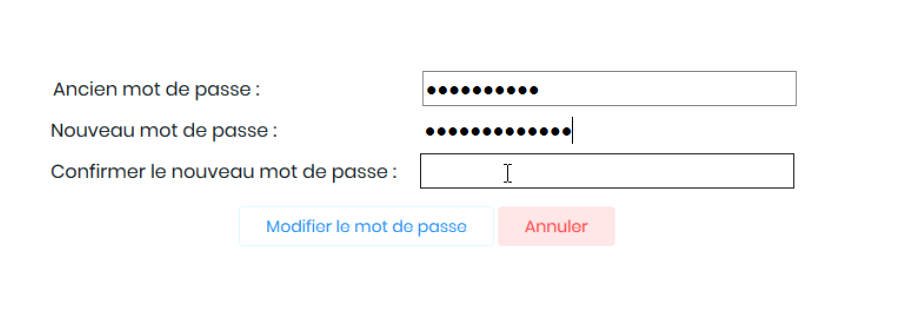 Ancien mot de passe : ••••••••••
Nouveau mot de passe : •••••••••••••
Confirmer le nouveau mot de passe :
Modifier le mot de passe Annuler